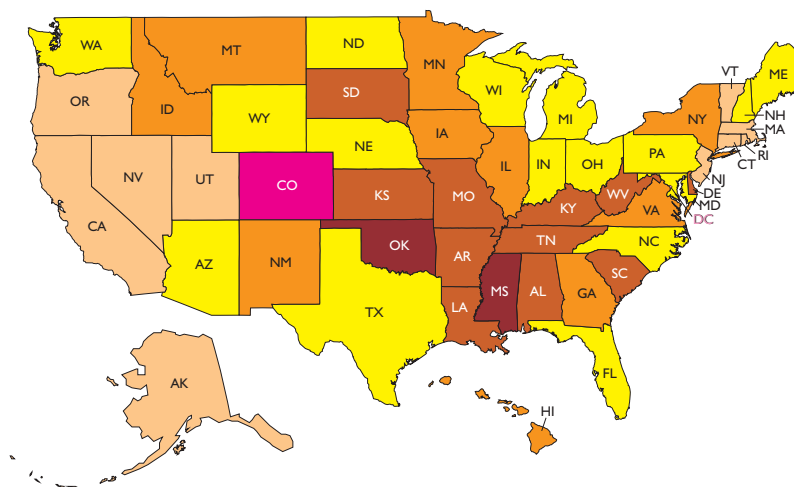 WA
MT
ND
MN
VT
ME
OR
ID
SD
WI
MI
NY
NH
WY
MA
IA
NE
RI
PA
CT
NV
UT
CO
IL
IN
OH
NJ
DE
CA
KS
MO
WV
MD
KY
VA
DC
AZ
NM
OK
AR
TN
NC
TX
LA
MS
AL
GA
SC
FL
AK
HI